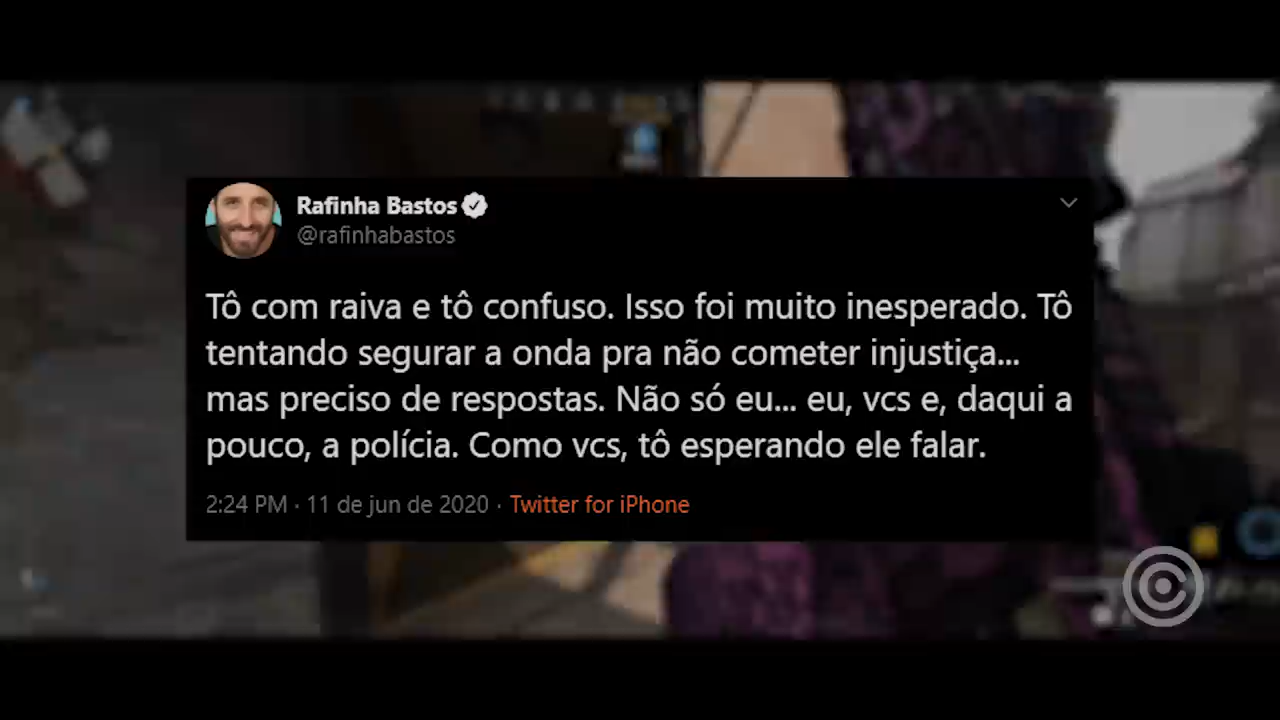 Rafinha Bastos
@rafinhabastos
Tô com raiva e tô confuso. Isso foi muito inesperado. Tô
tentando segurar a onda pra não cometer injustiça...
mas preciso de respostas. Não só eu... eu, vcs e, daqui a
pouco, a polícia. Como vcs, tô esperando ele falar.
2:24 PM · 11 de jun de 2020 · Twitter for iPhone